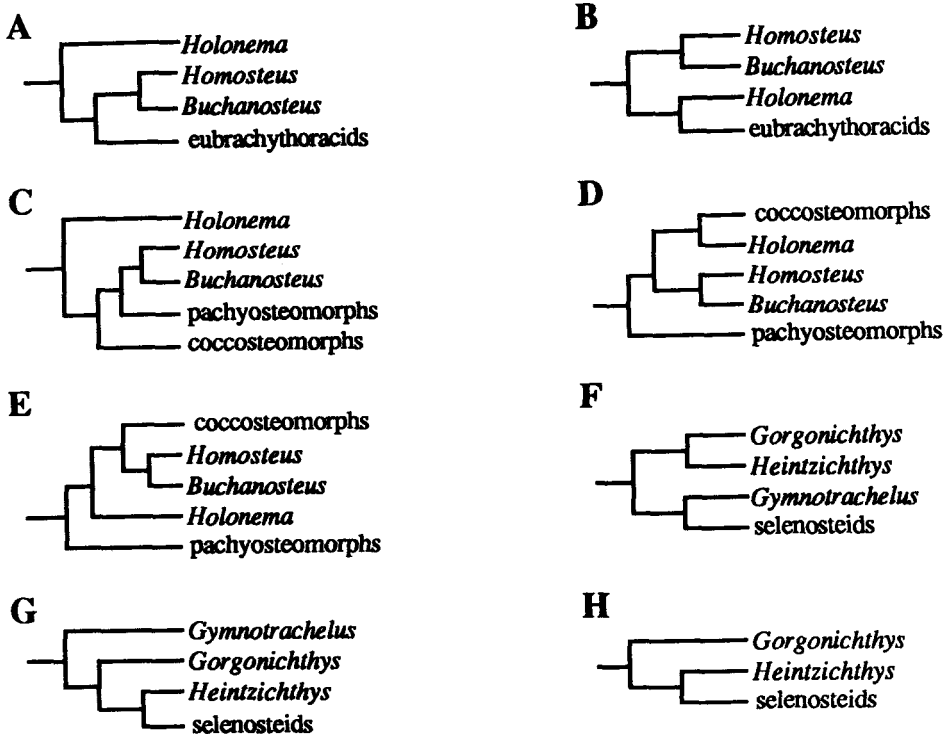 A
Holonema
Homosteus
Buchanosteus
eubrachythoracids
B
Homosteus
Buchanosteus
Holonema
eubrachythoracids
C
Holonema
Homosteus
Buchanosteus
pachyosteomorphs
coccosteomorphs
D
coccosteomorphs
Holonema
Homosteus
Buchanosteus
pachyosteomorphs
E
coccosteomorphs
Homosteus
Buchanosteus
Holonema
pachyosteomorphs
F
Gorgonichthys
Heintzichthys
Gymnotrachelus
selenosteids
G
Gymnotrachelus
Gorgonichthys
Heintzichthys
selenosteids
H
Gorgonichthys
Heintzichthys
selenosteids